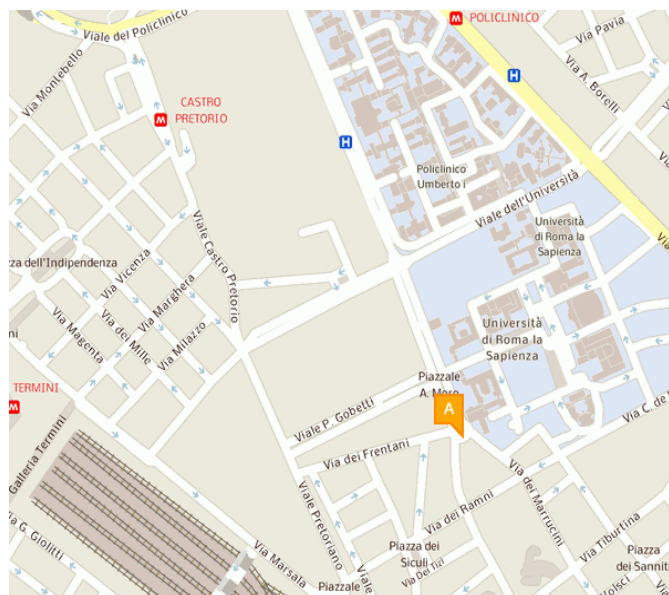 POLICLINICO
Viale del Policlinico
Via Pavia
Via Montebello
Via A. Borelli
H
CASTRO
PRETORIO
H
Policlinico
Umberto i
Viale dell'Università
Università
di Roma la
Sapienza
Viale Castro Pretorio
dell'Indipendenza
Via Vicenza
Via Marghera
Via dei Mille
Via Milazzo
Via Magenta
Università
di Roma la
Sapienza
TERMINI
Piazzale
A. Moro
A
Viale P. Gobetti
Via C. de
Via dei Frentani
Galleria Termini
Via dei Marrucini
Viale Pretoriano
Via dei Ramni
Via G. Giolitti
Via Tiburtina
Via Marsala
Piazza dei
Siculi
Via Dei Tizi
Piazza
dei Sanniti
Piazzale
Viale